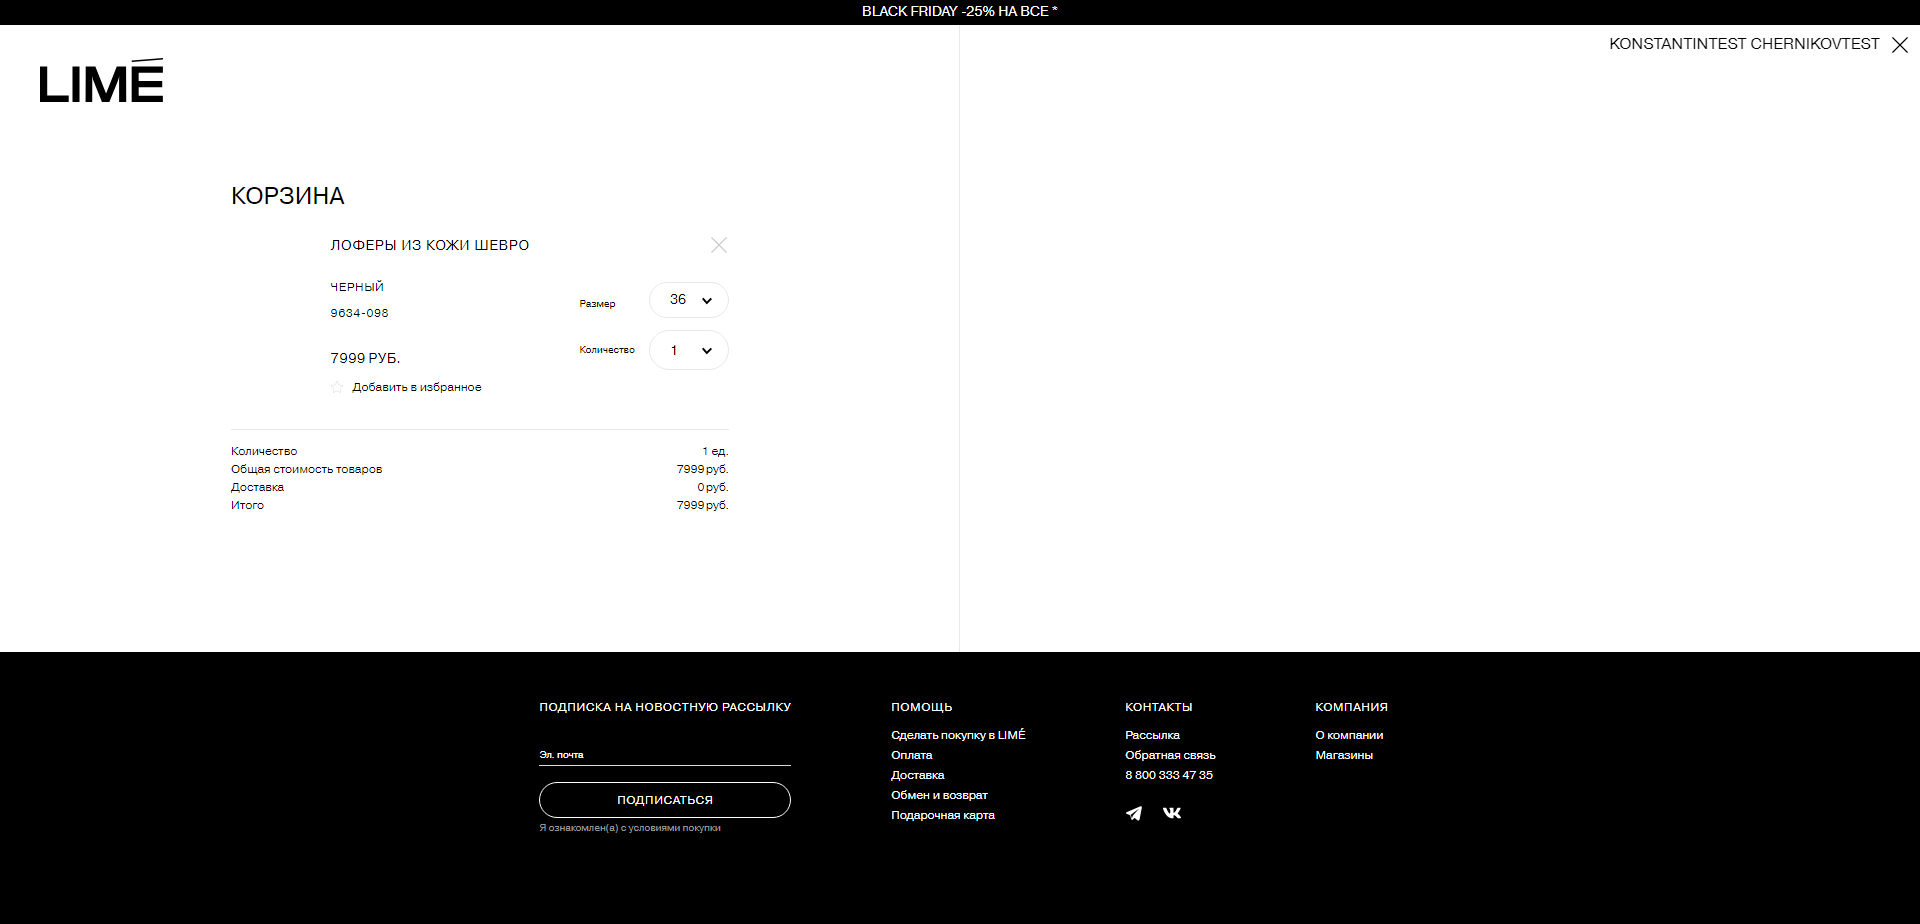 BLACK FRIDAY -25% НА ВСЕ *
KONSTANTINTEST CHERNIKOVTEST
LIMÉ
КОРЗИНА
ЛОФЕРЫ ИЗ КОЖИ ШЕВРО
ЧЕРНЫЙ
9634-098
Размер 36
Количество 1
7999 РУБ.
Добавить в избранное
Количество 1 ед.
Общая стоимость товаров 7999 руб.
Доставка 0 руб.
Итого 7999 руб.
ПОДПИСКА НА НОВОСТНУЮ РАССЫЛКУ
Эл. почта
ПОДПИСАТЬСЯ
Я ознакомлен(а) с условиями покупки
ПОМОЩЬ
Сделать покупку в LIMÉ
Оплата
Доставка
Обмен и возврат
Подарочная карта
КОНТАКТЫ
Рассылка
Обратная связь
8 800 333 47 35
КОМПАНИЯ
О компании
Магазины